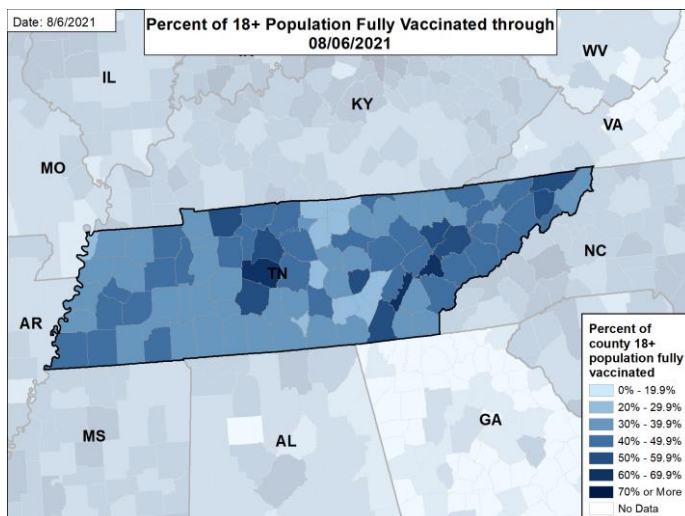 Date: 8/6/2021
Percent of 18+ Population Fully Vaccinated through
08/06/2021
WV
IL
KY
VA
MO
TN
NC
AR
MS
AL
GA
Percent of
county 18+
population fully
vaccinated
0% - 19.9%
20% - 29.9%
30% - 39.9%
40% - 49.9%
50% - 59.9%
60% - 69.9%
70% or More
No Data